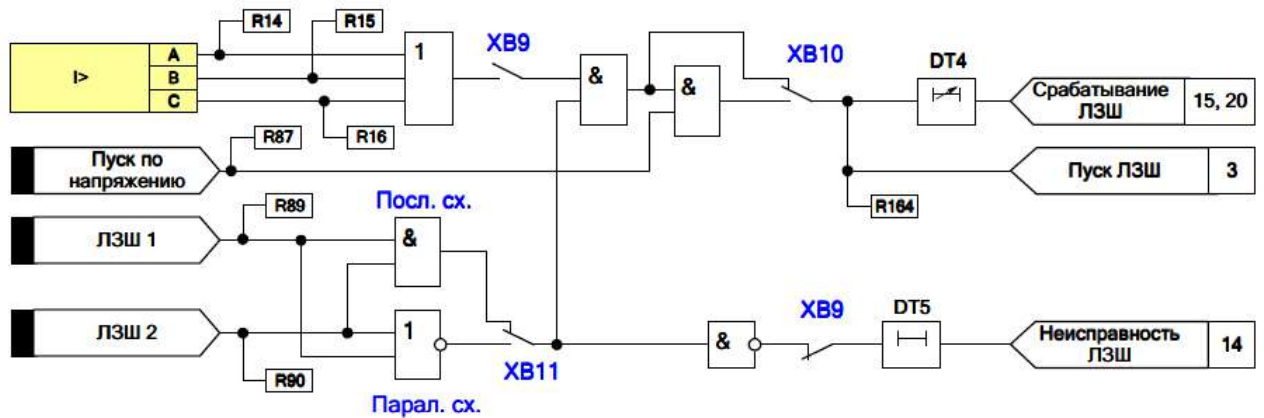 R14
R15
I>
A
B
C
1
XB9
&
&
XB10
DT4
Срабатывание
ЛЗШ
15, 20
R16
R87
Пуск по
напряжению
Пуск ЛЗШ
3
R164
R89
Посл. сх.
ЛЗШ 1
&
ЛЗШ 2
1
XB11
&
XB9
DT5
Неисправность
ЛЗШ
14
R90
Парал. сх.